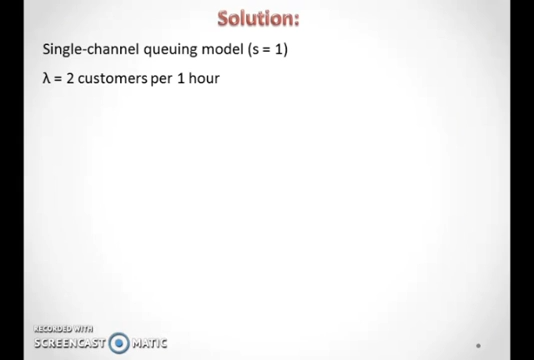 Solution:
Single-channel queuing model (s = 1)
λ = 2 customers per 1 hour
RECORDED WITH
SCREENCAST MATIC